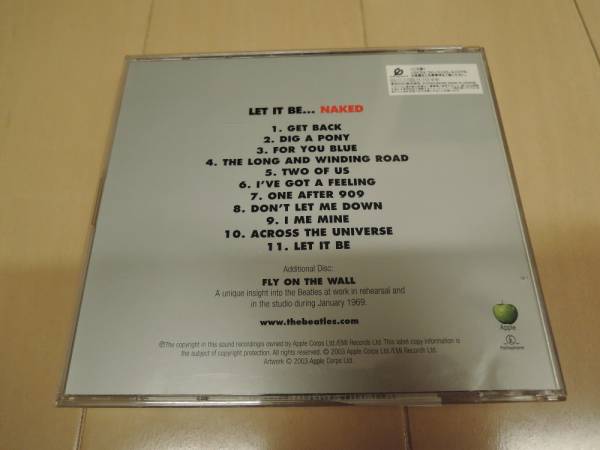 LET IT BE... NAKED
1. GET BACK
2. DIG A PONY
3. FOR YOU BLUE
4. THE LONG AND WINDING ROAD
5. TWO OF US
6. I'VE GOT A FEELING
7. ONE AFTER 909
8. DON'T LET ME DOWN
9. I ME MINE
10. ACROSS THE UNIVERSE
11. LET IT BE
Additional Disc:
FLY ON THE WALL
A unique insight into the Beatles at work in rehearsal and
in the studio during January 1969.
www.thebeatles.com
Apple
Parlophone
℗The copyright in this sound recording is owned by Apple Corps Ltd./EMI Records Ltd. This label copy information is
the subject of copyright protection. All rights reserved. © 2003 Apple Corps Ltd./EMI Records Ltd.
Artwork © 2003 Apple Corps Ltd.